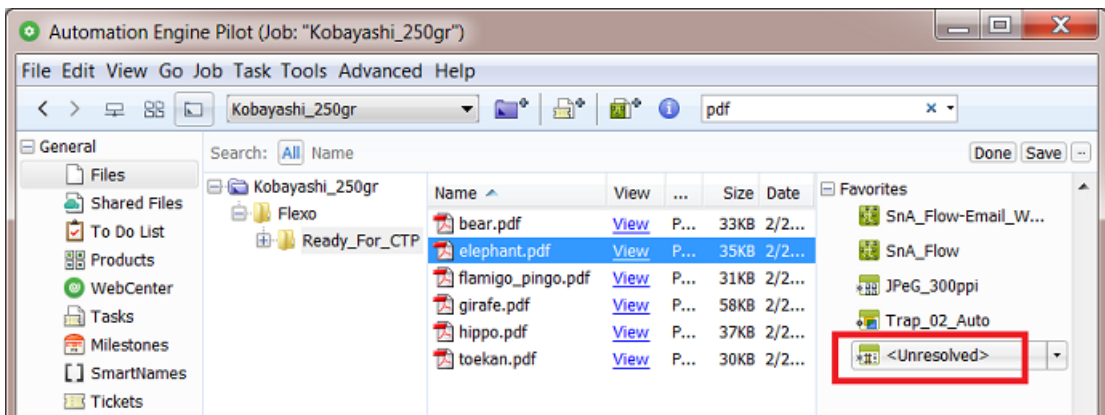 Automation Engine Pilot (Job: "Kobayashi_250gr")
File Edit View Go Job Task Tools Advanced Help
Kobayashi_250gr
pdf
General
Files
Shared Files
To Do List
Products
WebCenter
Tasks
Milestones
SmartNames
Tickets
Search: All Name
Done Save ...
Kobayashi_250gr
Flexo
Ready_For_CTP
Name View ... Size Date
bear.pdf View P... 33KB 2/2...
elephant.pdf View P... 35KB 2/2...
flamigo_pingo.pdf View P... 31KB 2/2...
girafe.pdf View P... 58KB 2/2...
hippo.pdf View P... 37KB 2/2...
toekan.pdf View P... 30KB 2/2...
Favorites
SnA_Flow-Email_W...
SnA_Flow
JPeG_300ppi
Trap_02_Auto
<Unresolved>